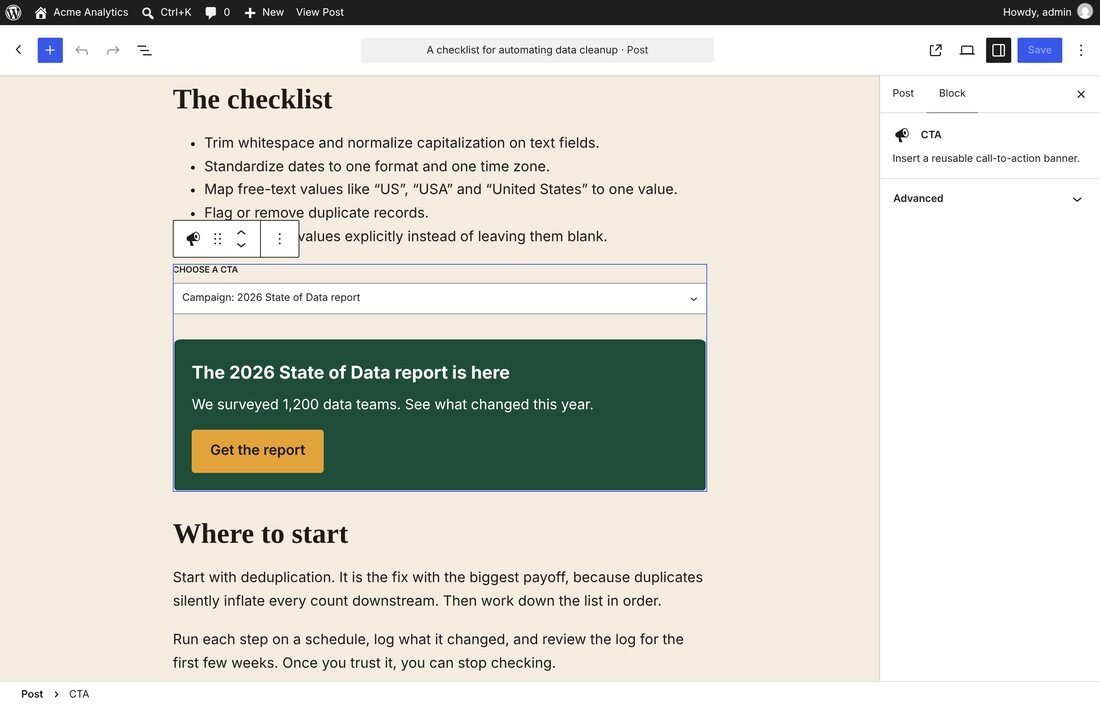 Acme Analytics Ctrl+K 0 New View Post Howdy, admin
A checklist for automating data cleanup · Post Save
The checklist
Trim whitespace and normalize capitalization on text fields.
Standardize dates to one format and one time zone.
Map free-text values like “US”, “USA” and “United States” to one value.
Flag or remove duplicate records.
values explicitly instead of leaving them blank.
CHOOSE A CTA
Campaign: 2026 State of Data report
The 2026 State of Data report is here
We surveyed 1,200 data teams. See what changed this year.
Get the report
Where to start
Start with deduplication. It is the fix with the biggest payoff, because duplicates
silently inflate every count downstream. Then work down the list in order.
Run each step on a schedule, log what it changed, and review the log for the
first few weeks. Once you trust it, you can stop checking.
Post Block
CTA
Insert a reusable call-to-action banner.
Advanced
Post CTA